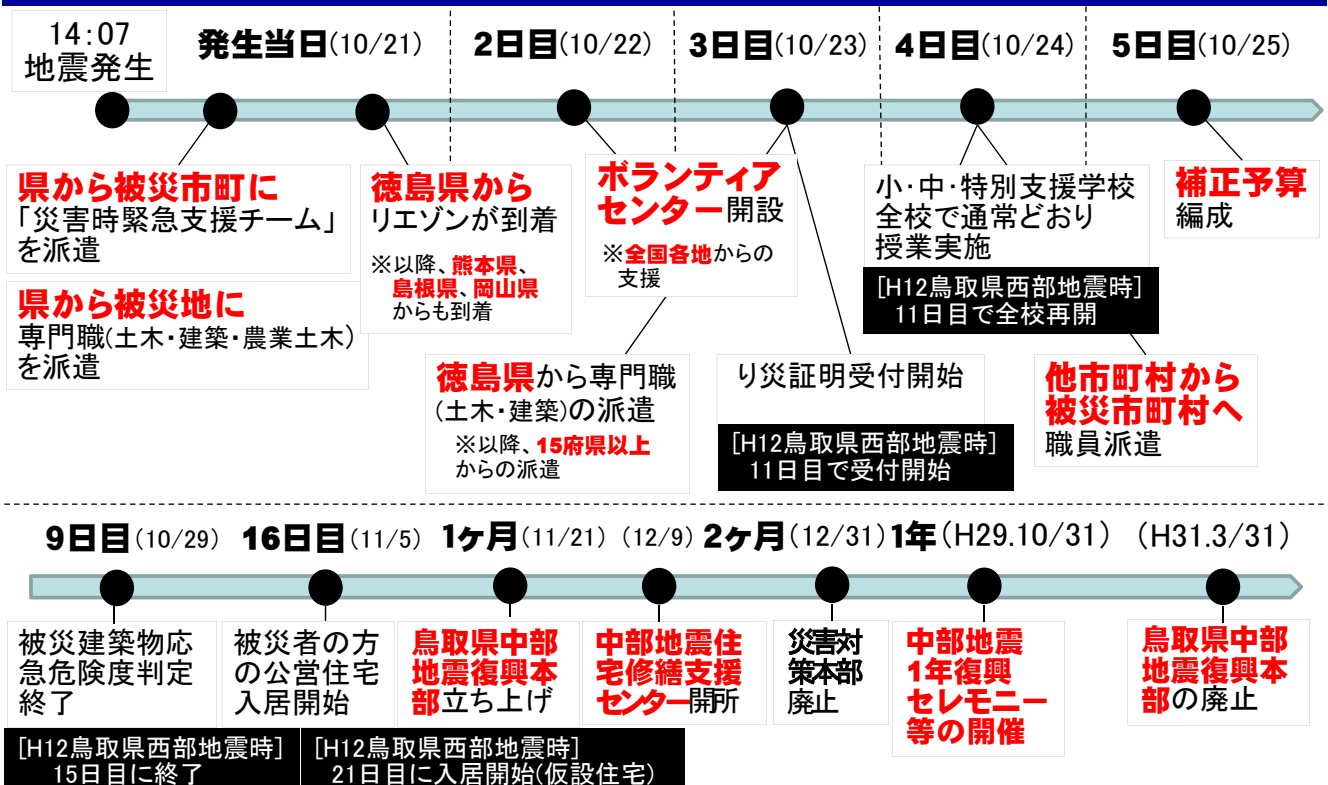 14:07
地震発生
発生当日(10/21)
2日目(10/22)
3日目(10/23)
4日目(10/24)
5日目(10/25)
県から被災市町に
「災害時緊急支援チーム」
を派遣
県から被災地に
専門職(土木・建築・農業土木)
を派遣
徳島県から
リエゾンが到着
※以降、熊本県、
島根県、岡山県
からも到着
ボランティア
センター開設
※全国各地からの
支援
徳島県から専門職
(土木・建築)の派遣
※以降、15府県以上
からの派遣
り災証明受付開始
[H12鳥取県西部地震時]
11日目で受付開始
小・中・特別支援学校
全校で通常どおり
授業実施
[H12鳥取県西部地震時]
11日目で全校再開
他市町村から
被災市町村へ
職員派遣
補正予算
編成
9日目(10/29)
16日目(11/5)
1ヶ月(11/21)
(12/9)
2ヶ月(12/31)
1年(H29.10/31)
(H31.3/31)
被災建築物応
急危険度判定
終了
[H12鳥取県西部地震時]
15日目に終了
被災者の方
の公営住宅
入居開始
[H12鳥取県西部地震時]
21日目に入居開始(仮設住宅)
鳥取県中部
地震復興本
部立ち上げ
中部地震住
宅修繕支援
センター開所
災害対
策本部
廃止
中部地震
1年復興
セレモニー
等の開催
鳥取県中部
地震復興本
部の廃止